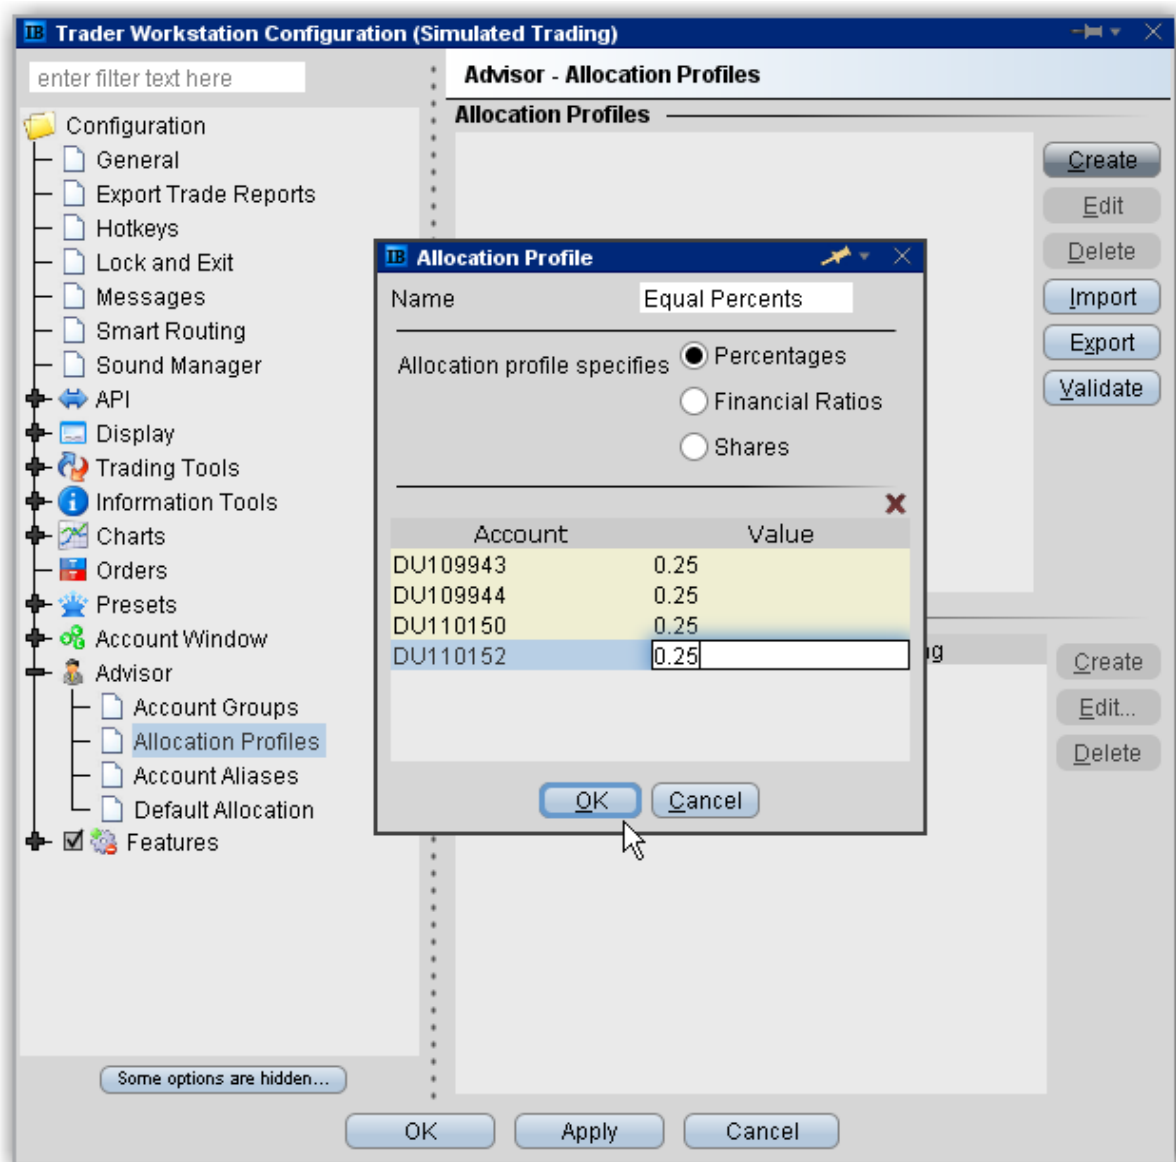 IB Trader Workstation Configuration (Simulated Trading)
enter filter text here
Configuration
General
Export Trade Reports
Hotkeys
Lock and Exit
Messages
Smart Routing
Sound Manager
API
Display
Trading Tools
Information Tools
Charts
Orders
Presets
Account Window
Advisor
Account Groups
Allocation Profiles
Account Aliases
Default Allocation
Features
Some options are hidden...
Advisor - Allocation Profiles
Allocation Profiles
Create
Edit
Delete
Import
Export
Validate
IB Allocation Profile
Name Equal Percents
Allocation profile specifies Percentages
Financial Ratios
Shares
Account Value
DU109943 0.25
DU109944 0.25
DU110150 0.25
DU110152 0.25
OK Cancel
Create
Edit...
Delete
OK Apply Cancel